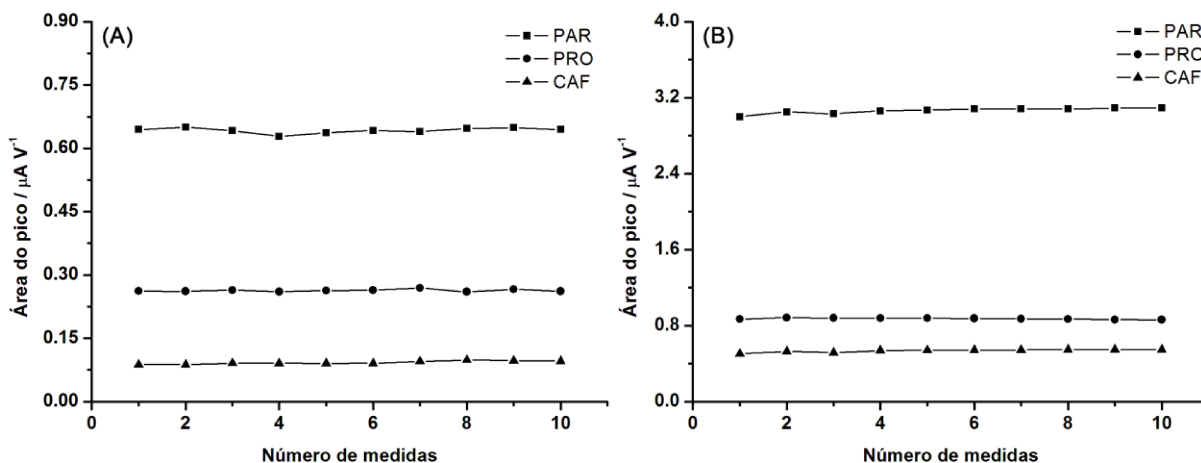 (A)
PAR
PRO
CAF
0.90
0.75
0.60
0.45
0.30
0.15
0.00
Área do pico / μA V⁻¹
0 2 4 6 8 10
Número de medidas
(B)
PAR
PRO
CAF
4.0
3.2
2.4
1.6
0.8
0.0
Área do pico / μA V⁻¹
0 2 4 6 8 10
Número de medidas